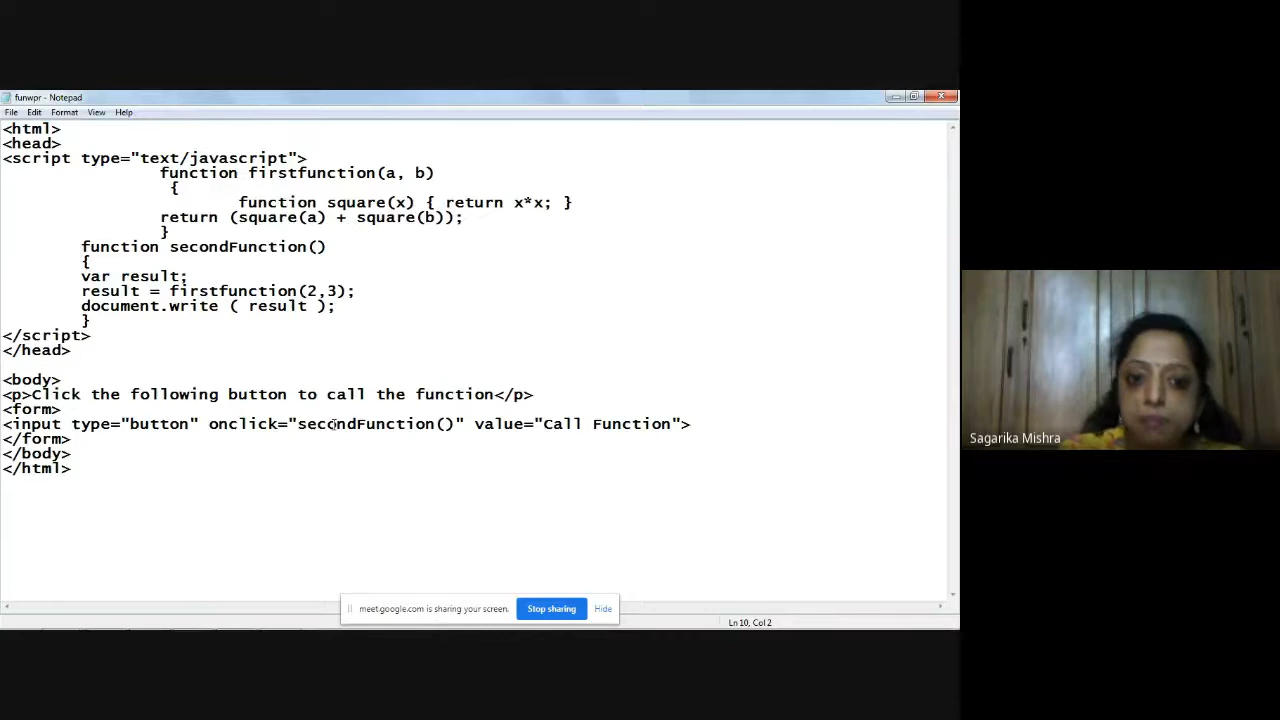 funwpr - Notepad
File Edit Format View Help
<html>
<head>
<script type="text/javascript">
function firstfunction(a, b)
{
function square(x) { return x*x; }
return (square(a) + square(b));
}
function secondFunction()
{
var result;
result = firstfunction(2,3);
document.write ( result );
}
</script>
</head>
<body>
<p>Click the following button to call the function</p>
<form>
<input type="button" onclick="secondFunction()" value="Call Function">
</form>
</body>
</html>
Sagarika Mishra
meet.google.com is sharing your screen. Stop sharing Hide
Ln 10, Col 2